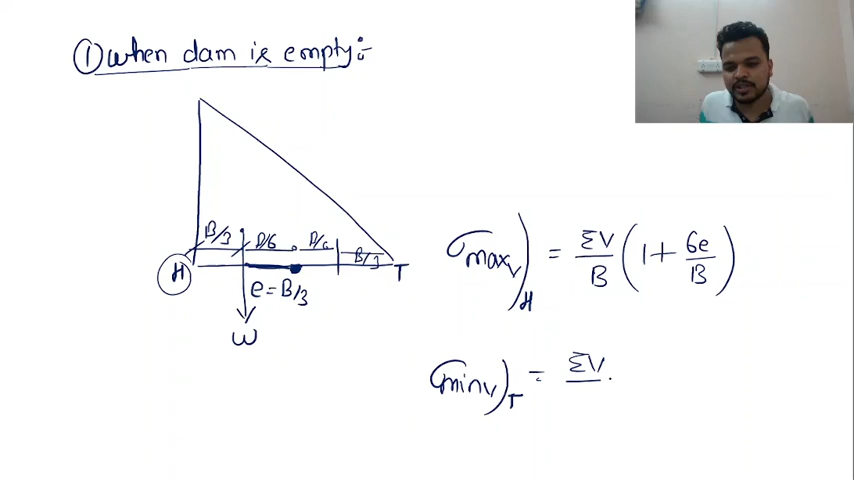 ① when dam is empty:-
B/3 B/6 B/6 B/3
H T
e = B/3
W
σmaxv)H = ΣV/B (1 + 6e/B)
σminv)T = ΣV